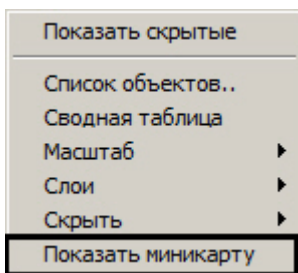 Показать скрытые
Список объектов..
Сводная таблица
Масштаб
Слои
Скрыть
Показать миникарту